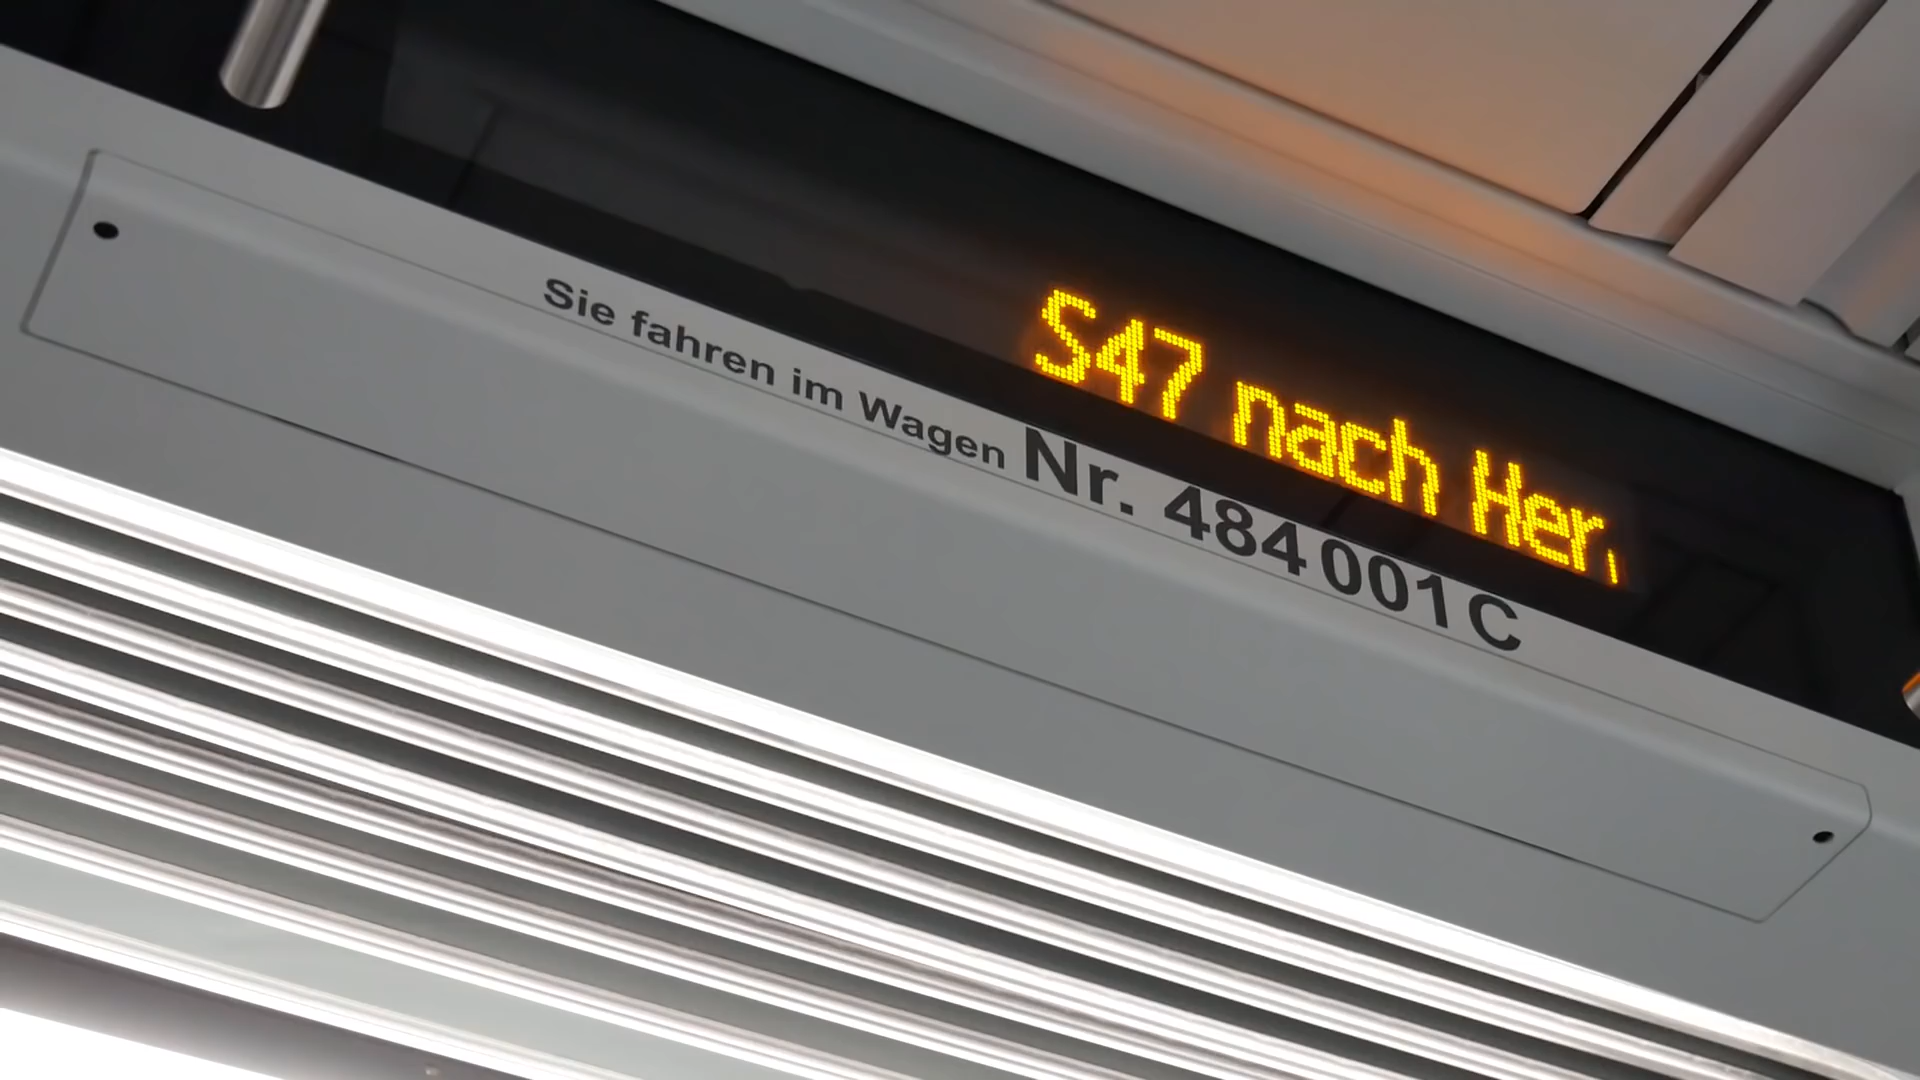 S47 nach Her
Sie fahren im Wagen Nr. 484 001 C